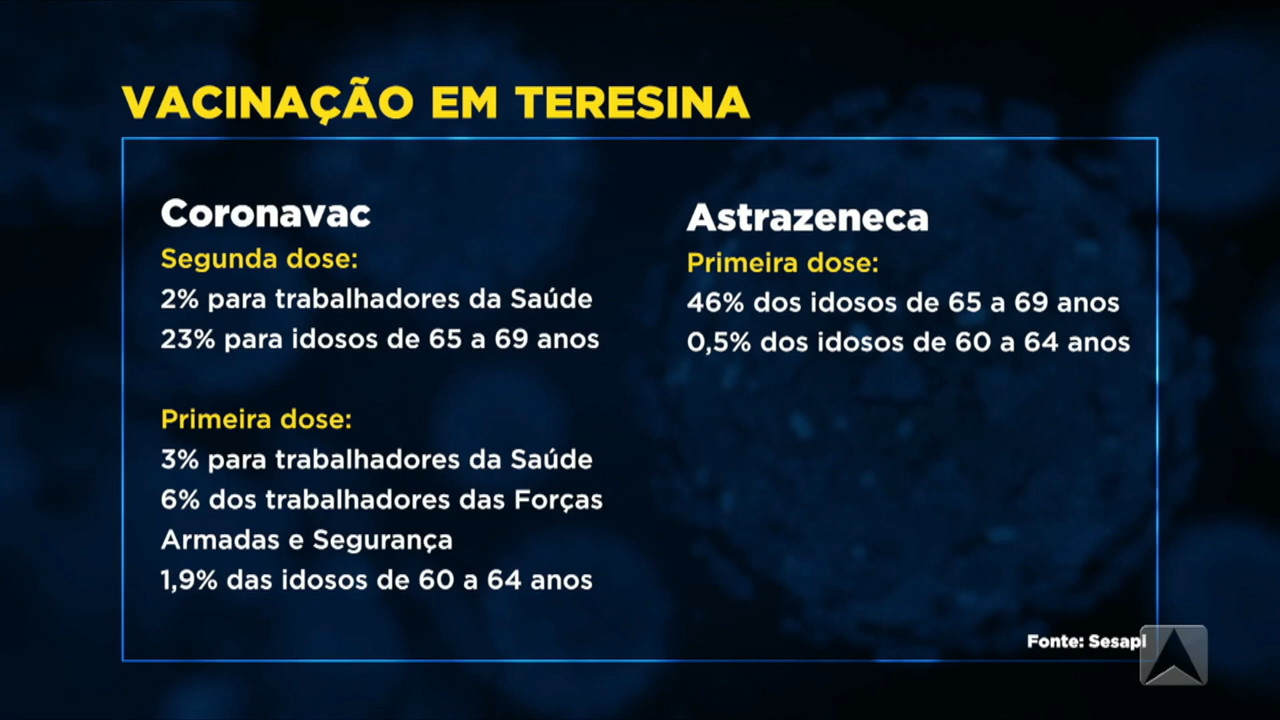 VACINAÇÃO EM TERESINA
Coronavac
Segunda dose:
2% para trabalhadores da Saúde
23% para idosos de 65 a 69 anos
Primeira dose:
3% para trabalhadores da Saúde
6% dos trabalhadores das Forças
Armadas e Segurança
1,9% das idosos de 60 a 64 anos
Astrazeneca
Primeira dose:
46% dos idosos de 65 a 69 anos
0,5% dos idosos de 60 a 64 anos
Fonte: Sesapi